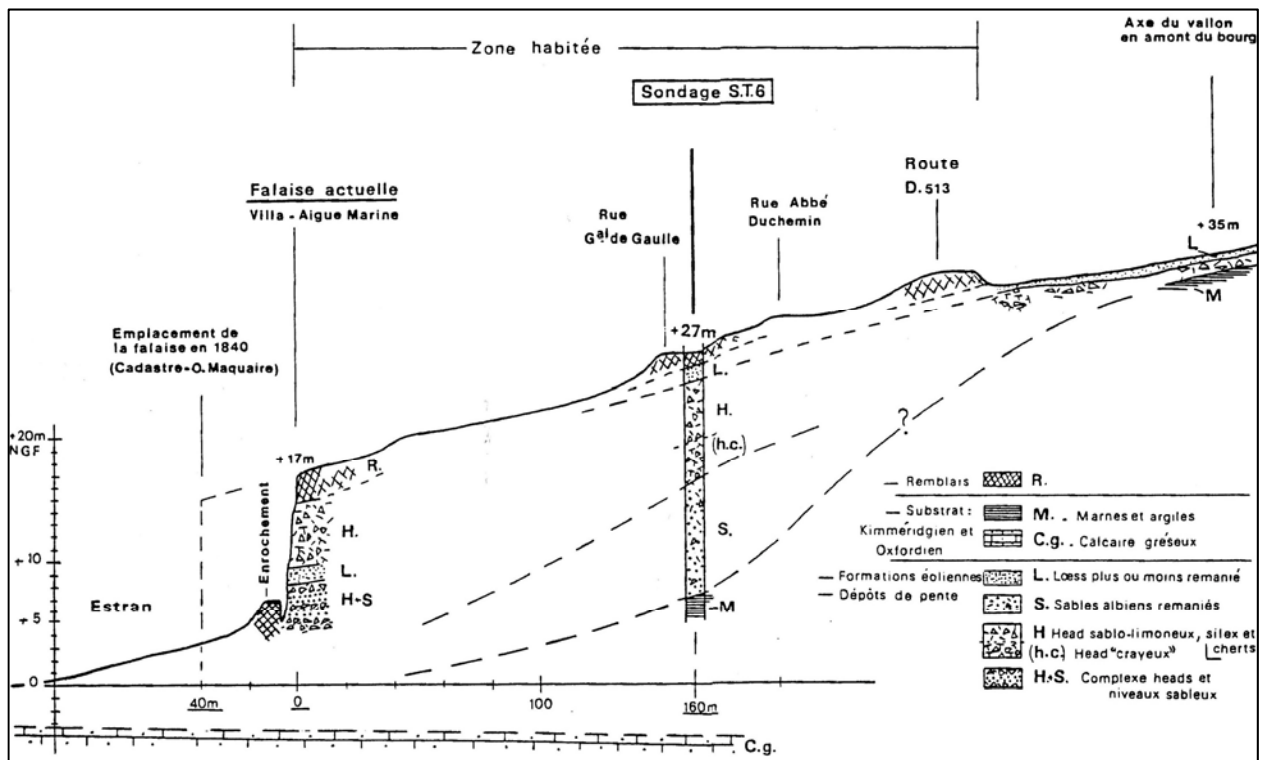 Zone habitée
Axe du vallon
en amont du bourg
Sondage S.T.6
Falaise actuelle
Villa - Aigue Marine
Rue
Gal de Gaulle
Rue Abbé
Duchemin
Route
D.513
+35m
L.
M
Emplacement de
la falaise en 1840
(Cadastre-O.Maquaire)
+27m
L.
H.
(h.c.)
S.
M
?
+20m
NGF
+17m
R.
Enrochement
H.
L.
H+S
+10
+5
0
Estran
40m
0
100
160m
C.g.
— Remblais R.
— Substrat :
Kimméridgien et
Oxfordien
M. . Marnes et argiles
C.g. . Calcaire gréseux
— Formations éoliennes
— Dépôts de pente
L. Lœss plus ou moins remanié
S. Sables albiens remaniés
H Head sablo-limoneux, silex et
(h.c.) Head "crayeux" cherts
H+S. Complexe heads et
niveaux sableux